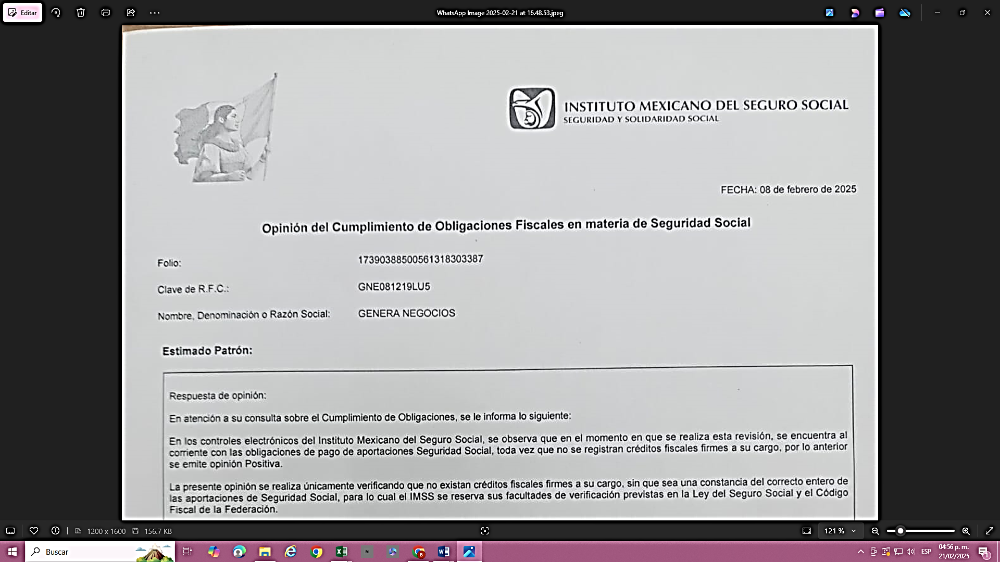 Editar
WhatsApp Image 2025-02-21 at 16.48.53.jpeg
INSTITUTO MEXICANO DEL SEGURO SOCIAL
SEGURIDAD Y SOLIDARIDAD SOCIAL
FECHA: 08 de febrero de 2025
Opinión del Cumplimiento de Obligaciones Fiscales en materia de Seguridad Social
Folio: 17390388500561318303387
Clave de R.F.C.: GNE081219LU5
Nombre, Denominación o Razón Social: GENERA NEGOCIOS
Estimado Patrón:
Respuesta de opinión:
En atención a su consulta sobre el Cumplimiento de Obligaciones, se le informa lo siguiente:
En los controles electrónicos del Instituto Mexicano del Seguro Social, se observa que en el momento en que se realiza esta revisión, se encuentra al
corriente con las obligaciones de pago de aportaciones Seguridad Social, toda vez que no se registran créditos fiscales firmes a su cargo, por lo anterior
se emite opinión Positiva.
La presente opinión se realiza únicamente verificando que no existan créditos fiscales firmes a su cargo, sin que sea una constancia del correcto entero de
las aportaciones de Seguridad Social, para lo cual el IMSS se reserva sus facultades de verificación previstas en la Ley del Seguro Social y el Código
Fiscal de la Federación.
1200 x 1600 156.7 KB 121 %
Buscar
M
B
ESP
04:56 p. m.
21/02/2025
1